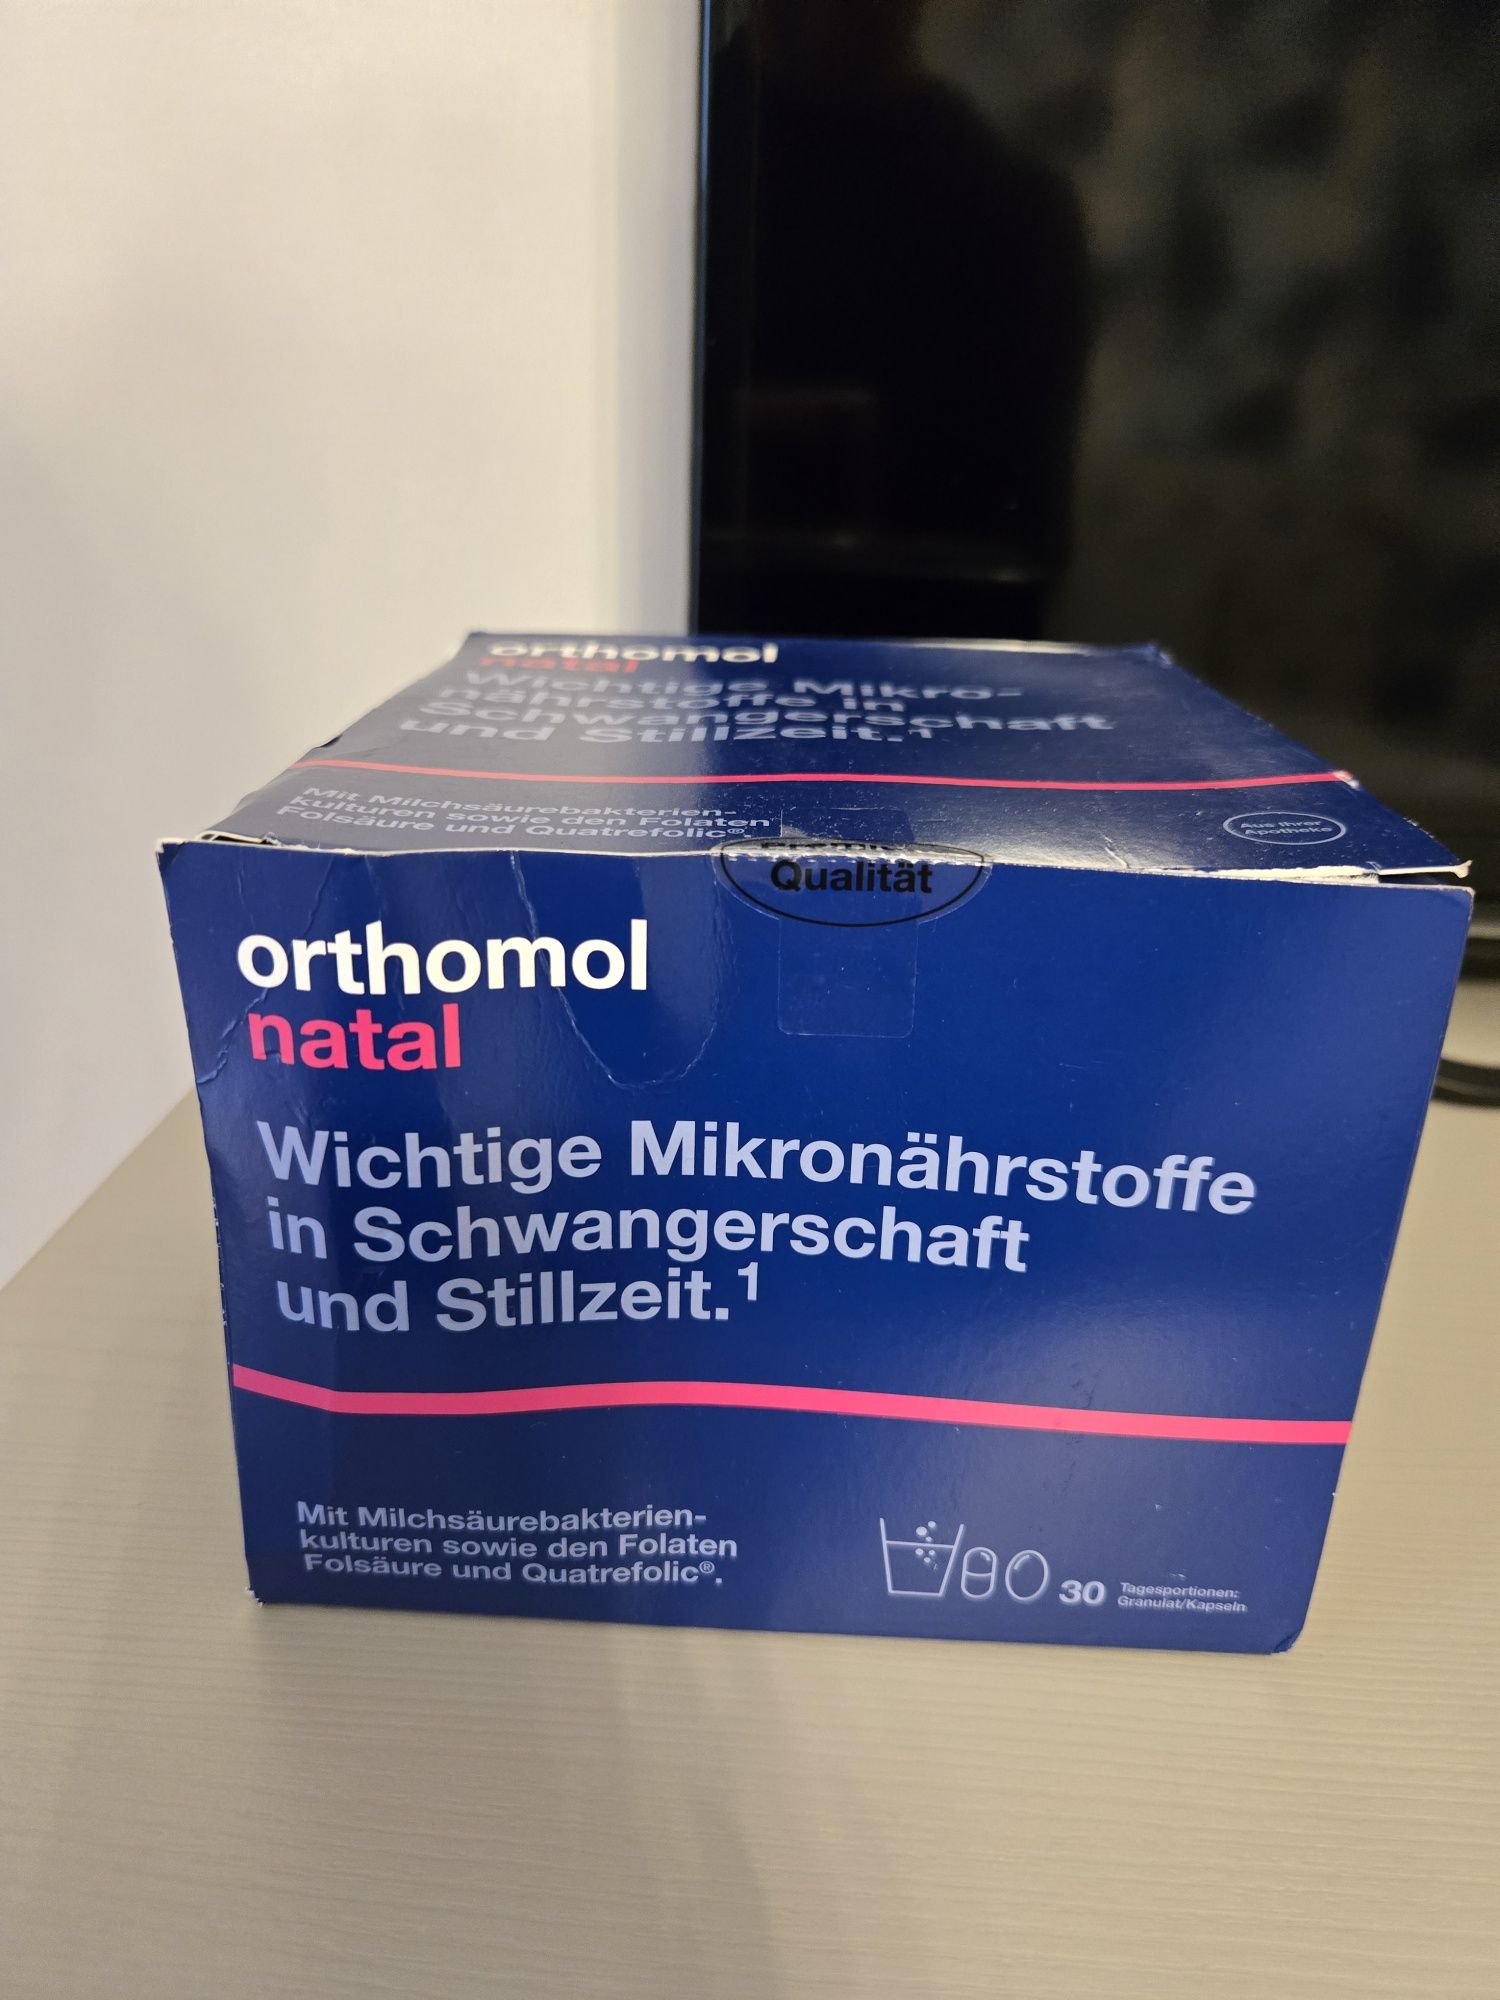 orthomol
natal
Wichtige Mikro-
nährstoffe in
Schwangerschaft
und Stillzeit.¹
Mit Milchsäurebakterien-
kulturen sowie den Folaten
Folsäure und Quatrefolic®.
Aus Ihrer
Apotheke
Premium
Qualität
orthomol
natal
Wichtige Mikronährstoffe
in Schwangerschaft
und Stillzeit.¹
Mit Milchsäurebakterien-
kulturen sowie den Folaten
Folsäure und Quatrefolic®.
30 Tagesportionen:
Granulat/Kapseln